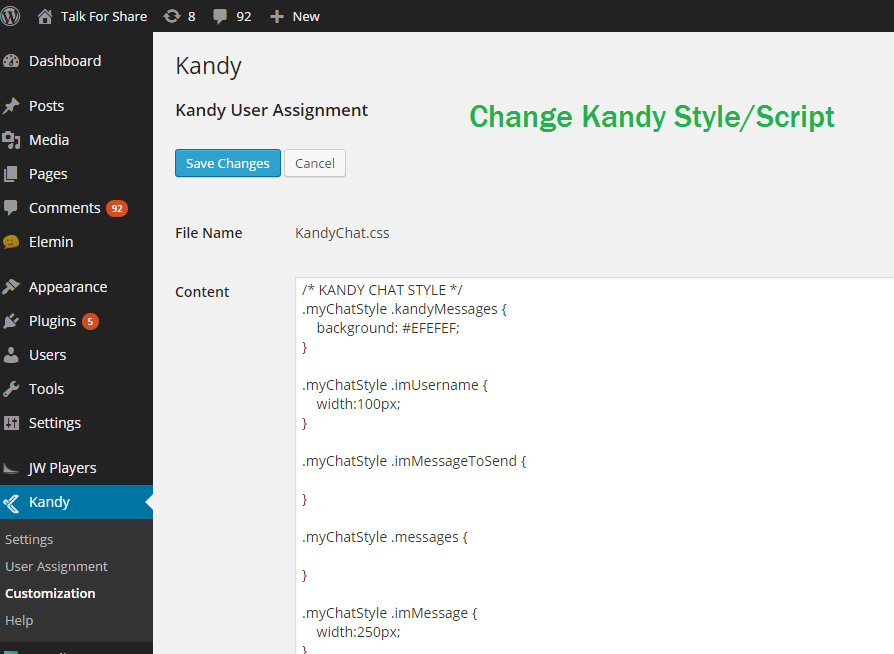 Talk For Share 8 92 New
Dashboard
Posts
Media
Pages
Comments 92
Elemin
Appearance
Plugins 5
Users
Tools
Settings
JW Players
Kandy
Settings
User Assignment
Customization
Help
Kandy
Kandy User Assignment
Change Kandy Style/Script
Save Changes Cancel
File Name KandyChat.css
Content
/* KANDY CHAT STYLE */
.myChatStyle .kandyMessages {
background: #EFEFEF;
}
.myChatStyle .imUsername {
width:100px;
}
.myChatStyle .imMessageToSend {
}
.myChatStyle .messages {
}
.myChatStyle .imMessage {
width:250px;
}